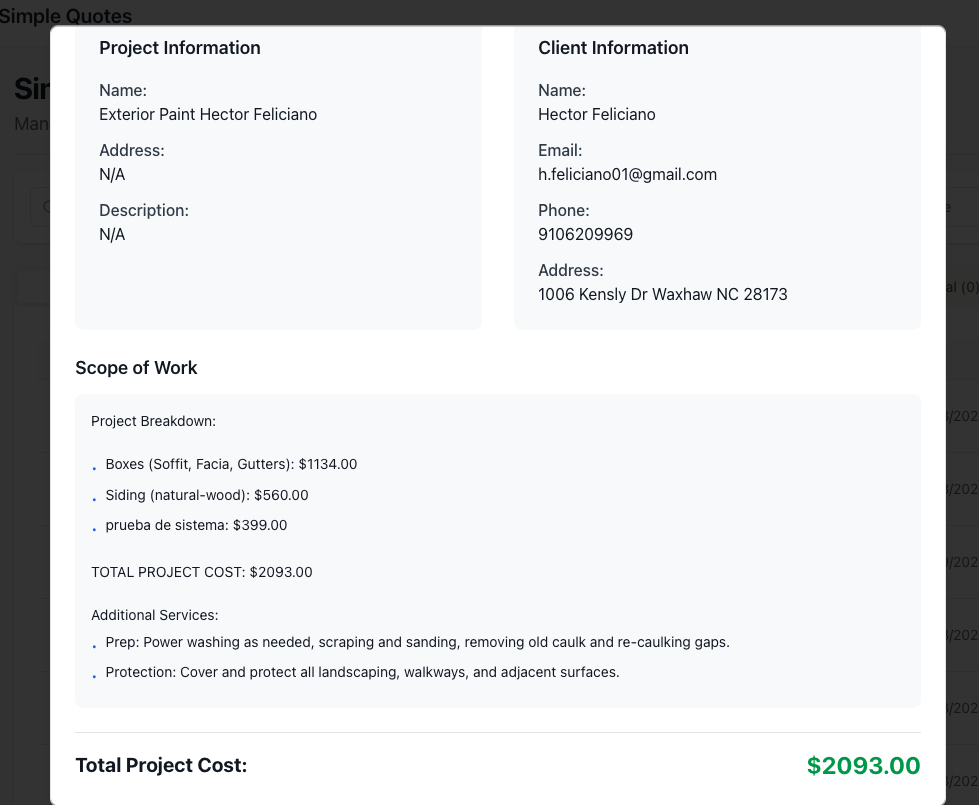 Simple Quotes
Project Information
Name:
Exterior Paint Hector Feliciano
Address:
N/A
Description:
N/A
Client Information
Name:
Hector Feliciano
Email:
h.feliciano01@gmail.com
Phone:
9106209969
Address:
1006 Kensly Dr Waxhaw NC 28173
Scope of Work
Project Breakdown:
Boxes (Soffit, Facia, Gutters): $1134.00
Siding (natural-wood): $560.00
prueba de sistema: $399.00
TOTAL PROJECT COST: $2093.00
Additional Services:
Prep: Power washing as needed, scraping and sanding, removing old caulk and re-caulking gaps.
Protection: Cover and protect all landscaping, walkways, and adjacent surfaces.
Total Project Cost:
$2093.00